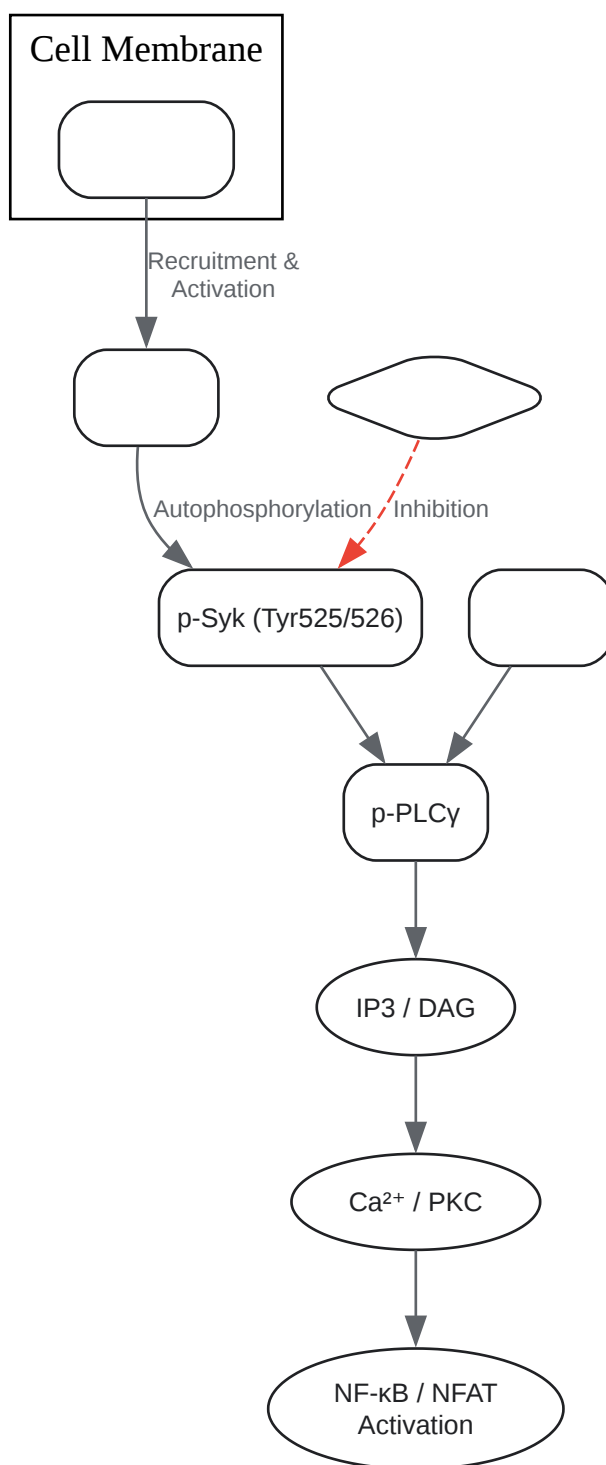 Cell Membrane
Recruitment &
Activation
Autophosphorylation
Inhibition
p-Syk (Tyr525/526)
p-PLCγ
IP3 / DAG
Ca²⁺ / PKC
NF-κB / NFAT
Activation